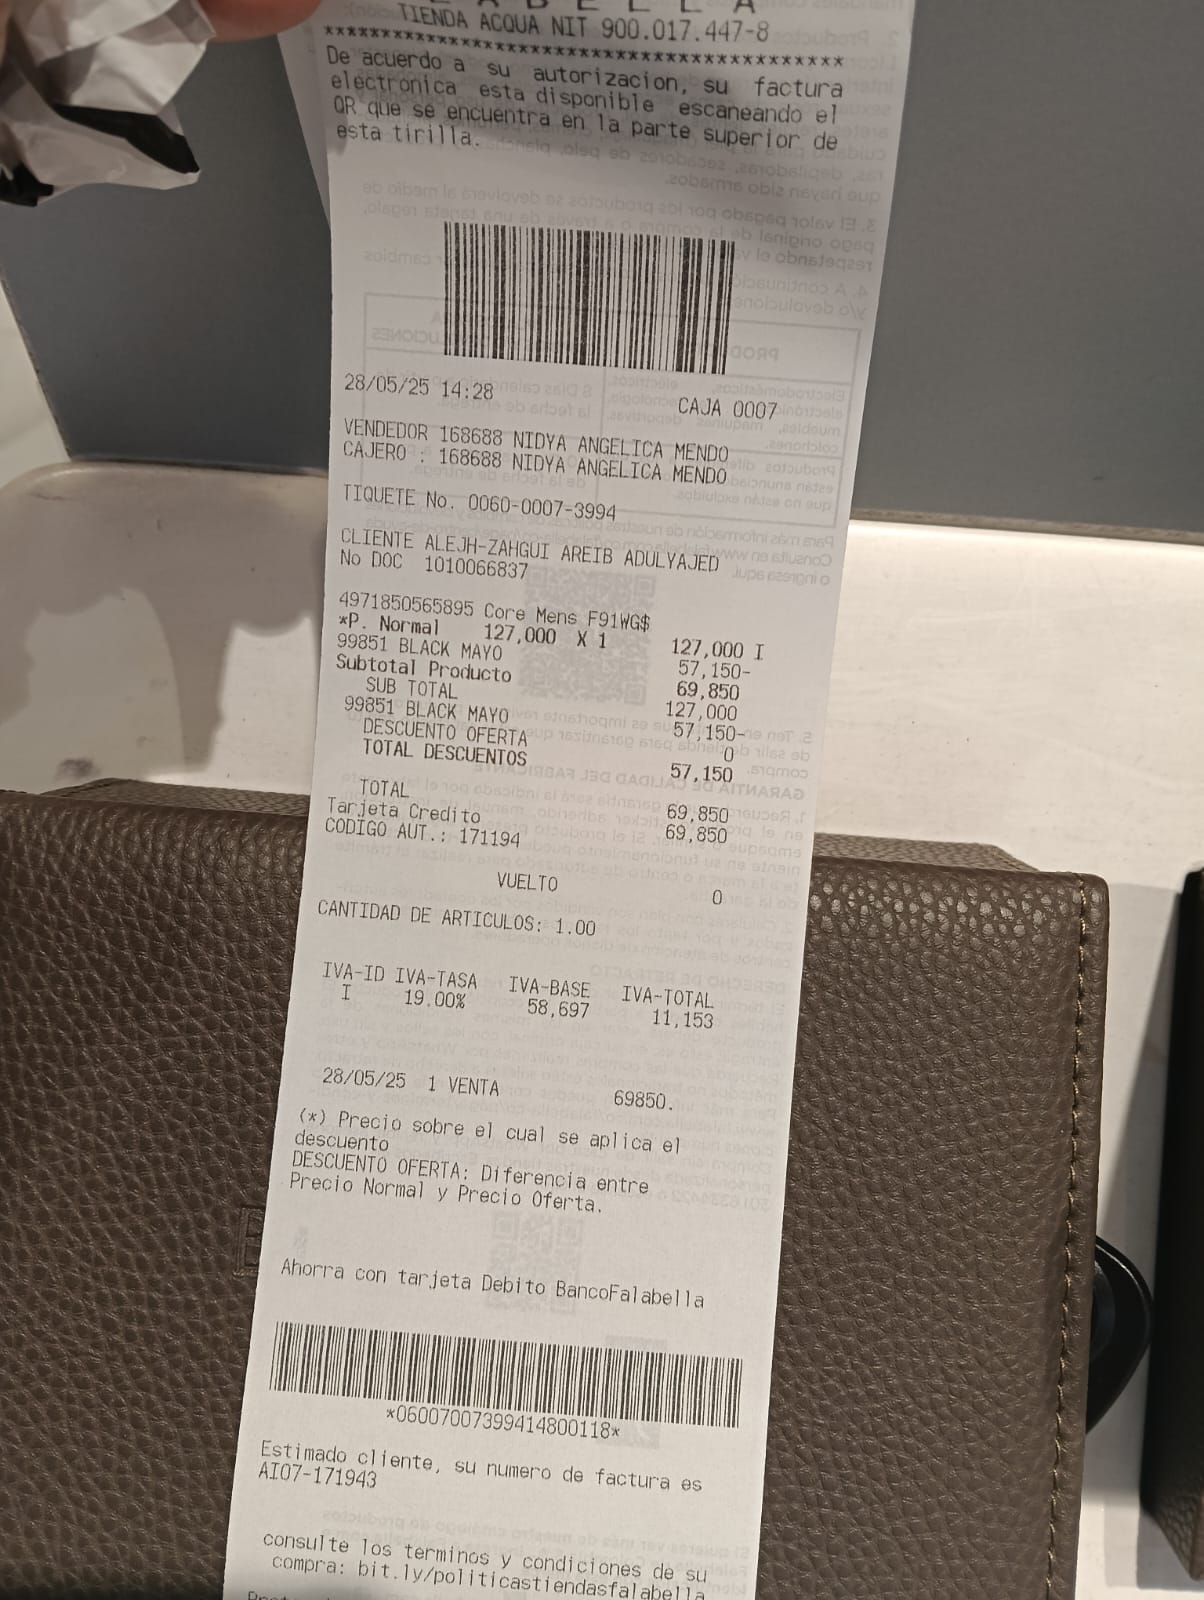 TIENDA ACQUA NIT 900.017.447-8
****************************************
De acuerdo a su autorizacion, su factura
electronica esta disponible escaneando el
QR que se encuentra en la parte superior de
esta tirilla.
28/05/25 14:28 CAJA 0007
VENDEDOR 168688 NIDYA ANGELICA MENDO
CAJERO : 168688 NIDYA ANGELICA MENDO
TIQUETE No. 0060-0007-3994
CLIENTE ALEJH-ZAHGUI AREIB ADULYAJED
No DOC 1010066837
4971850565895 Core Mens F91WG$
*P. Normal 127,000 X 1 127,000 I
99851 BLACK MAYO 57,150-
Subtotal Producto 69,850
SUB TOTAL 127,000
99851 BLACK MAYO 57,150-
DESCUENTO OFERTA 0
TOTAL DESCUENTOS 57,150
TOTAL 69,850
Tarjeta Credito 69,850
CODIGO AUT.: 171194
VUELTO 0
CANTIDAD DE ARTICULOS: 1.00
IVA-ID IVA-TASA IVA-BASE IVA-TOTAL
I 19.00% 58,697 11,153
28/05/25 1 VENTA 69850.
(*) Precio sobre el cual se aplica el
descuento
DESCUENTO OFERTA: Diferencia entre
Precio Normal y Precio Oferta.
Ahorra con tarjeta Debito BancoFalabella
*06007007399414800118*
Estimado cliente, su numero de factura es
AI07-171943
consulte los terminos y condiciones de su
compra: bit.ly/politicastiendasfalabella